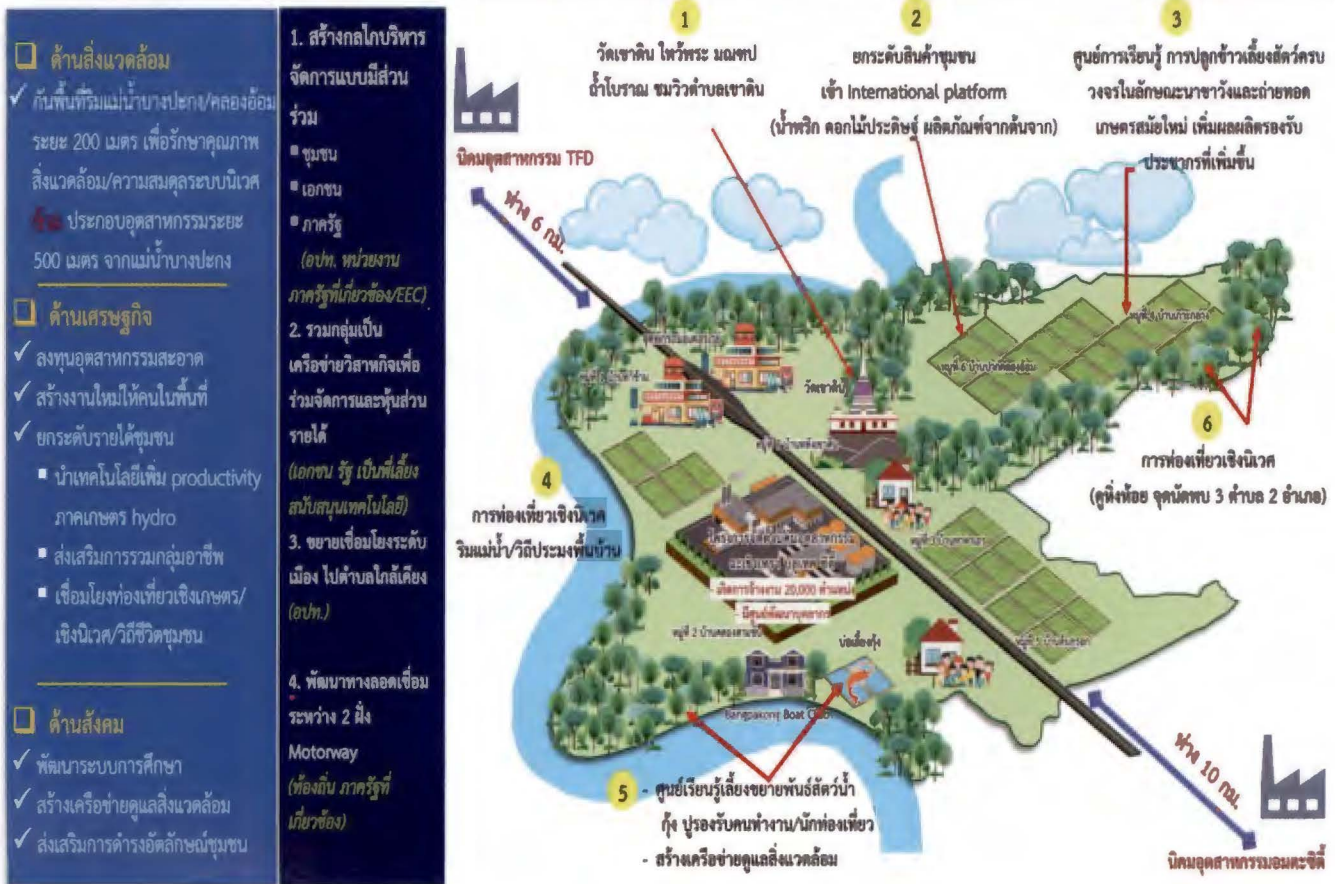 ด้านสิ่งแวดล้อม
✓ กันพื้นที่ริมแม่น้ำบางปะกง/คลองอ้อม
ระยะ 200 เมตร เพื่อรักษาคุณภาพ
สิ่งแวดล้อม/ความสมดุลระบบนิเวศ
ประกอบอุตสาหกรรมระยะ
500 เมตร จากแม่น้ำบางปะกง
ด้านเศรษฐกิจ
✓ ลงทุนอุตสาหกรรมสะอาด
✓ สร้างงานใหม่ให้คนในพื้นที่
✓ ยกระดับรายได้ชุมชน
▪ นำเทคโนโลยีเพิ่ม productivity
ภาคเกษตร hydro
▪ ส่งเสริมการรวมกลุ่มอาชีพ
▪ เชื่อมโยงท่องเที่ยวเชิงเกษตร/
เชิงนิเวศ/วิถีชีวิตชุมชน
ด้านสังคม
✓ พัฒนาระบบการศึกษา
✓ สร้างเครือข่ายดูแลสิ่งแวดล้อม
✓ ส่งเสริมการดำรงอัตลักษณ์ชุมชน
1. สร้างกลไกบริหาร
จัดการแบบมีส่วน
ร่วม
▪ ชุมชน
▪ เอกชน
▪ ภาครัฐ
(อปท. หน่วยงาน
ภาครัฐที่เกี่ยวข้อง/EEC)
2. รวมกลุ่มเป็น
เครือข่ายวิสาหกิจเพื่อ
ร่วมจัดการและหุ้นส่วน
รายได้
(เอกชน รัฐ เป็นพี่เลี้ยง
สนับสนุนเทคโนโลยี)
3. ขยายเชื่อมโยงระดับ
เมือง ไปตำบลใกล้เคียง
(อปท.)
4. พัฒนาทางลอดเชื่อม
ระหว่าง 2 ฝั่ง
Motorway
(ท้องถิ่น ภาครัฐที่
เกี่ยวข้อง)
1
วัดเขาดิน ไหว้พระ มณฑป
ถ้ำโบราณ ชมวิวตำบลเขาดิน
2
ยกระดับสินค้าชุมชน
เข้า International platform
(น้ำพริก ดอกไม้ประดิษฐ์ ผลิตภัณฑ์จากต้นจาก)
3
ศูนย์การเรียนรู้ การปลูกข้าวเลี้ยงสัตว์ครบ
วงจรในลักษณะนาขาวังและถ่ายทอด
เกษตรสมัยใหม่ เพิ่มผลผลิตรองรับ
ประชากรที่เพิ่มขึ้น
นิคมอุตสาหกรรม TFD
ห่าง 6 กม.
หมู่ที่ 4 บ้านเกาะกลาง
หมู่ที่ 6 บ้านปากคลองอ้อม
วัดเขาดิน
6
การท่องเที่ยวเชิงนิเวศ
(ดูหิ่งห้อย จุดนัดพบ 3 ตำบล 2 อำเภอ)
4
การท่องเที่ยวเชิงนิเวศ
ริมแม่น้ำ/วิถีประมงพื้นบ้าน
เกิดการจ้างงาน 20,000 ตำแหน่ง
มีศูนย์พัฒนาบุคลากร
บ่อเลี้ยงกุ้ง
Bangpakong Boat Club
5
- ศูนย์เรียนรู้เลี้ยงขยายพันธ์สัตว์น้ำ
กุ้ง ปูรองรับคนทำงาน/นักท่องเที่ยว
- สร้างเครือข่ายดูแลสิ่งแวดล้อม
ห่าง 10 กม.
นิคมอุตสาหกรรมอมตะซิตี้